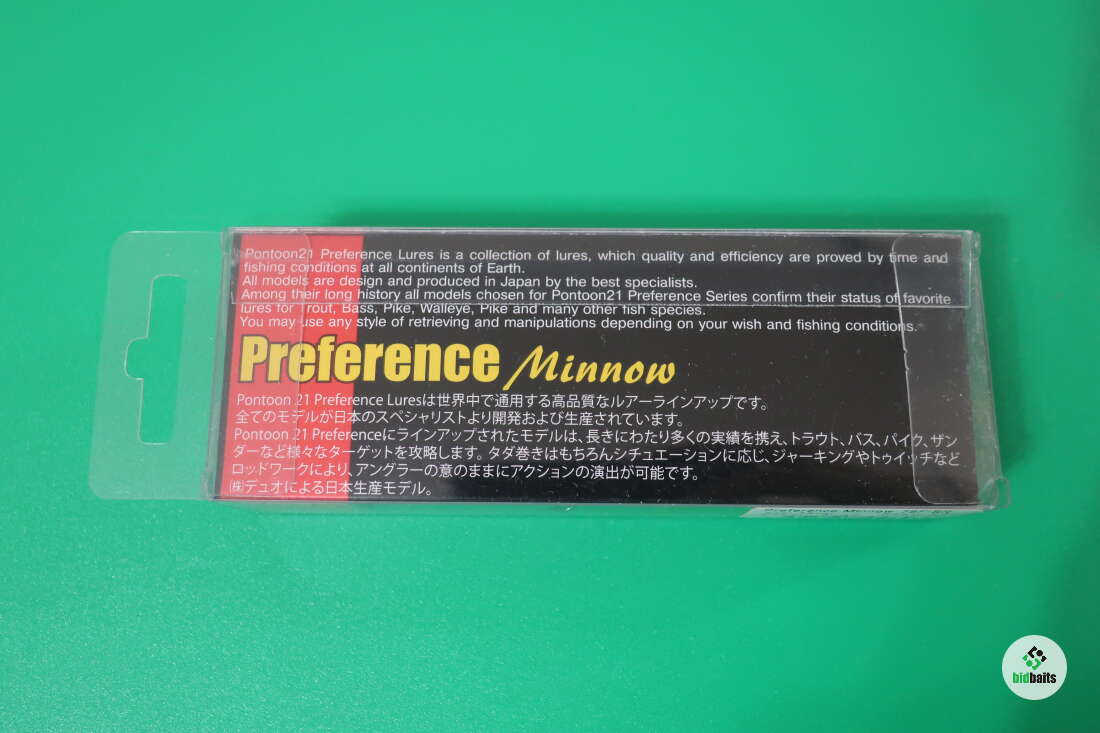 Pontoon21 Preference Lures is a collection of lures, which quality and efficiency are proved by time and
fishing conditions at all continents of Earth.
All models are design and produced in Japan by the best specialists.
Among their long history all models chosen for Pontoon21 Preference Series confirm their status of favorite
lures for Trout, Bass, Pike, Walleye, Pike and many other fish species.
You may use any style of retrieving and manipulations depending on your wish and fishing conditions.
Preference Minnow
Pontoon 21 Preference Luresは世界中で通用する高品質なルアーラインアップです。
全てのモデルが日本のスペシャリストより開発および生産されています。
Pontoon 21 Preferenceにラインアップされたモデルは、長きにわたり多くの実績を携え、トラウト、バス、パイク、ザン
ダーなど様々なターゲットを攻略します。タダ巻きはもちろんシチュエーションに応じ、ジャーキングやトゥイッチなど
ロッドワークにより、アングラーの意のままにアクションの演出が可能です。
㈱デュオによる日本生産モデル。
Preference Minnow
bidbaits